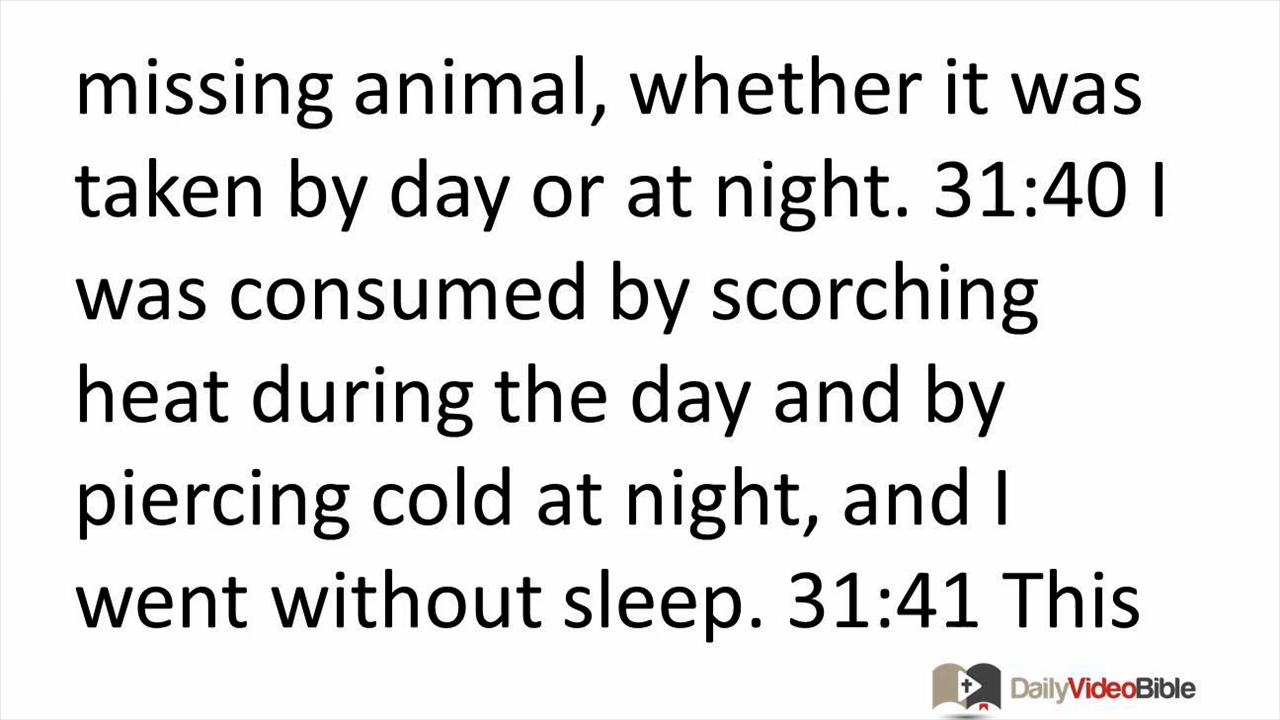 missing animal, whether it was
taken by day or at night. 31:40 I
was consumed by scorching
heat during the day and by
piercing cold at night, and I
went without sleep. 31:41 This
DailyVideoBible